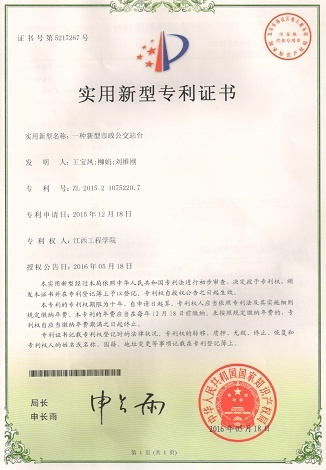 证书号第5217267号
实用新型专利证书
实用新型名称：一种新型市政公交站台
发明人：王宝凤;柳娟;刘维刚
专利号：ZL 2015 2 1075220.7
专利申请日：2015年12月18日
专利权人：江西工程学院
授权公告日：2016年05月18日
本实用新型经过本局依照中华人民共和国专利法进行初步审查，决定授予专利权，颁
发本证书并在专利登记簿上予以登记。专利权自授权公告之日起生效。
本专利的专利权期限为十年，自申请日起算。专利权人应当依照专利法及其实施细则
规定缴纳年费。本专利的年费应当在每年12月18日前缴纳。未按照规定缴纳年费的，专
利权自应当缴纳年费期满之日起终止。
专利证书记载专利权登记时的法律状况。专利权的转移、质押、无效、终止、恢复和
专利权人的姓名或名称、国籍、地址变更等事项记载在专利登记簿上。
局长
申长雨
申长雨
中华人民共和国国家知识产权局
2016年05月18日
第1页（共1页）